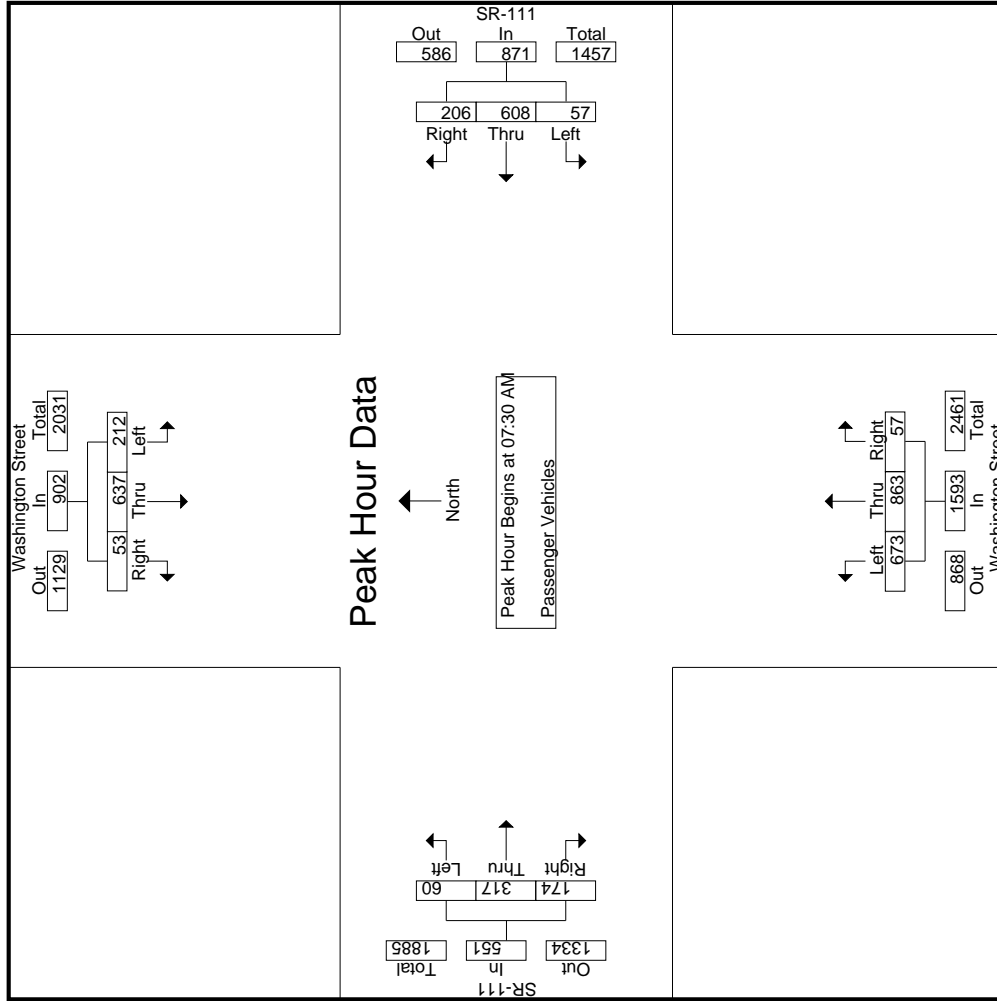 SR-111
Out In Total
586 871 1457
206 608 57
Right Thru Left
Washington Street
Out In Total
1129 902 2031
53 637 212
Right Thru Left
Peak Hour Data
North
Peak Hour Begins at 07:30 AM
Passenger Vehicles
Left Thru Right
673 863 57
868 1593 2461
Out In Total
Washington Street
Right Thru Left
174 317 60
1334 551 1885
Out In Total
SR-111